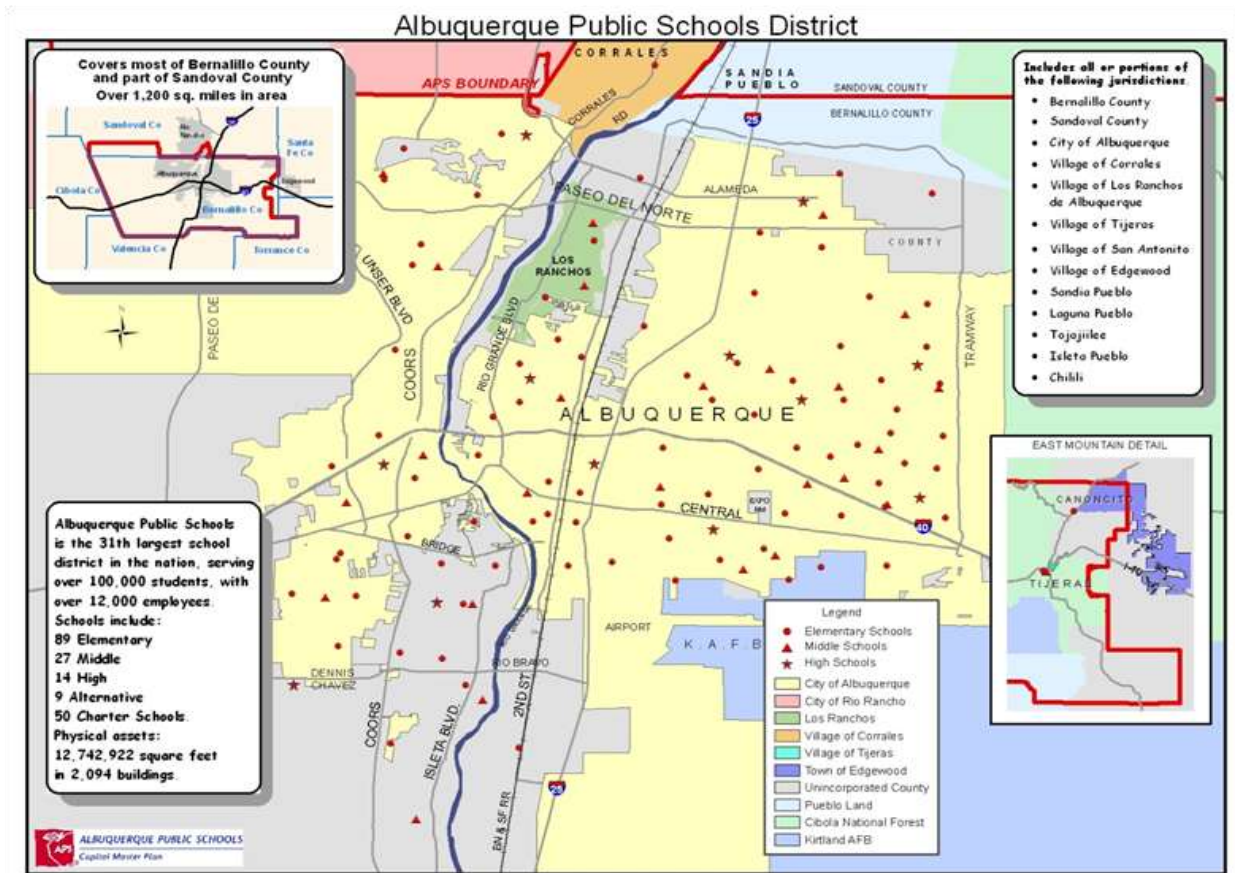 Albuquerque Public Schools District
Covers most of Bernalillo County
and part of Sandoval County
Over 1,200 sq. miles in area
Sandoval Co
Santa
Fe Co
Albuquerque
Cibola Co
Bernalillo Co
Valencia Co
Torrance Co
CORRALES
APS BOUNDARY
SANDIA
PUEBLO
SANDOVAL COUNTY
BERNALILLO COUNTY
CORRALES
RD
25
ALAMEDA
PASEO DEL NORTE
COUNTY
LOS
RANCHOS
UNSER BLVD
PASEO DE
COORS
RIO GRANDE BLVD
TRAMWAY
ALBUQUERQUE
EXPO
NM
CENTRAL
40
BRIDGE
AIRPORT
K.A.F.B
RIO BRAVO
DENNIS
CHAVEZ
COORS
ISLETA BLVD
2ND ST
BN & SF RR
25
Includes all or portions of
the following jurisdictions.
• Bernalillo County
• Sandoval County
• City of Albuquerque
• Village of Corrales
• Village of Los Ranchos
de Albuquerque
• Village of Tijeras
• Village of San Antonito
• Village of Edgewood
• Sandia Pueblo
• Laguna Pueblo
• Tojajiilee
• Isleta Pueblo
• Chilili
EAST MOUNTAIN DETAIL
CANONCITO
I-40
TIJERAS
Albuquerque Public Schools
is the 31th largest school
district in the nation, serving
over 100,000 students, with
over 12,000 employees.
Schools include:
89 Elementary
27 Middle
14 High
9 Alternative
50 Charter Schools.
Physical assets:
12,742,922 square feet
in 2,094 buildings.
Legend
Elementary Schools
Middle Schools
High Schools
City of Albuquerque
City of Rio Rancho
Los Ranchos
Village of Corrales
Village of Tijeras
Town of Edgewood
Unincorporated County
Pueblo Land
Cibola National Forest
Kirtland AFB
APS
ALBUQUERQUE PUBLIC SCHOOLS
Capital Master Plan